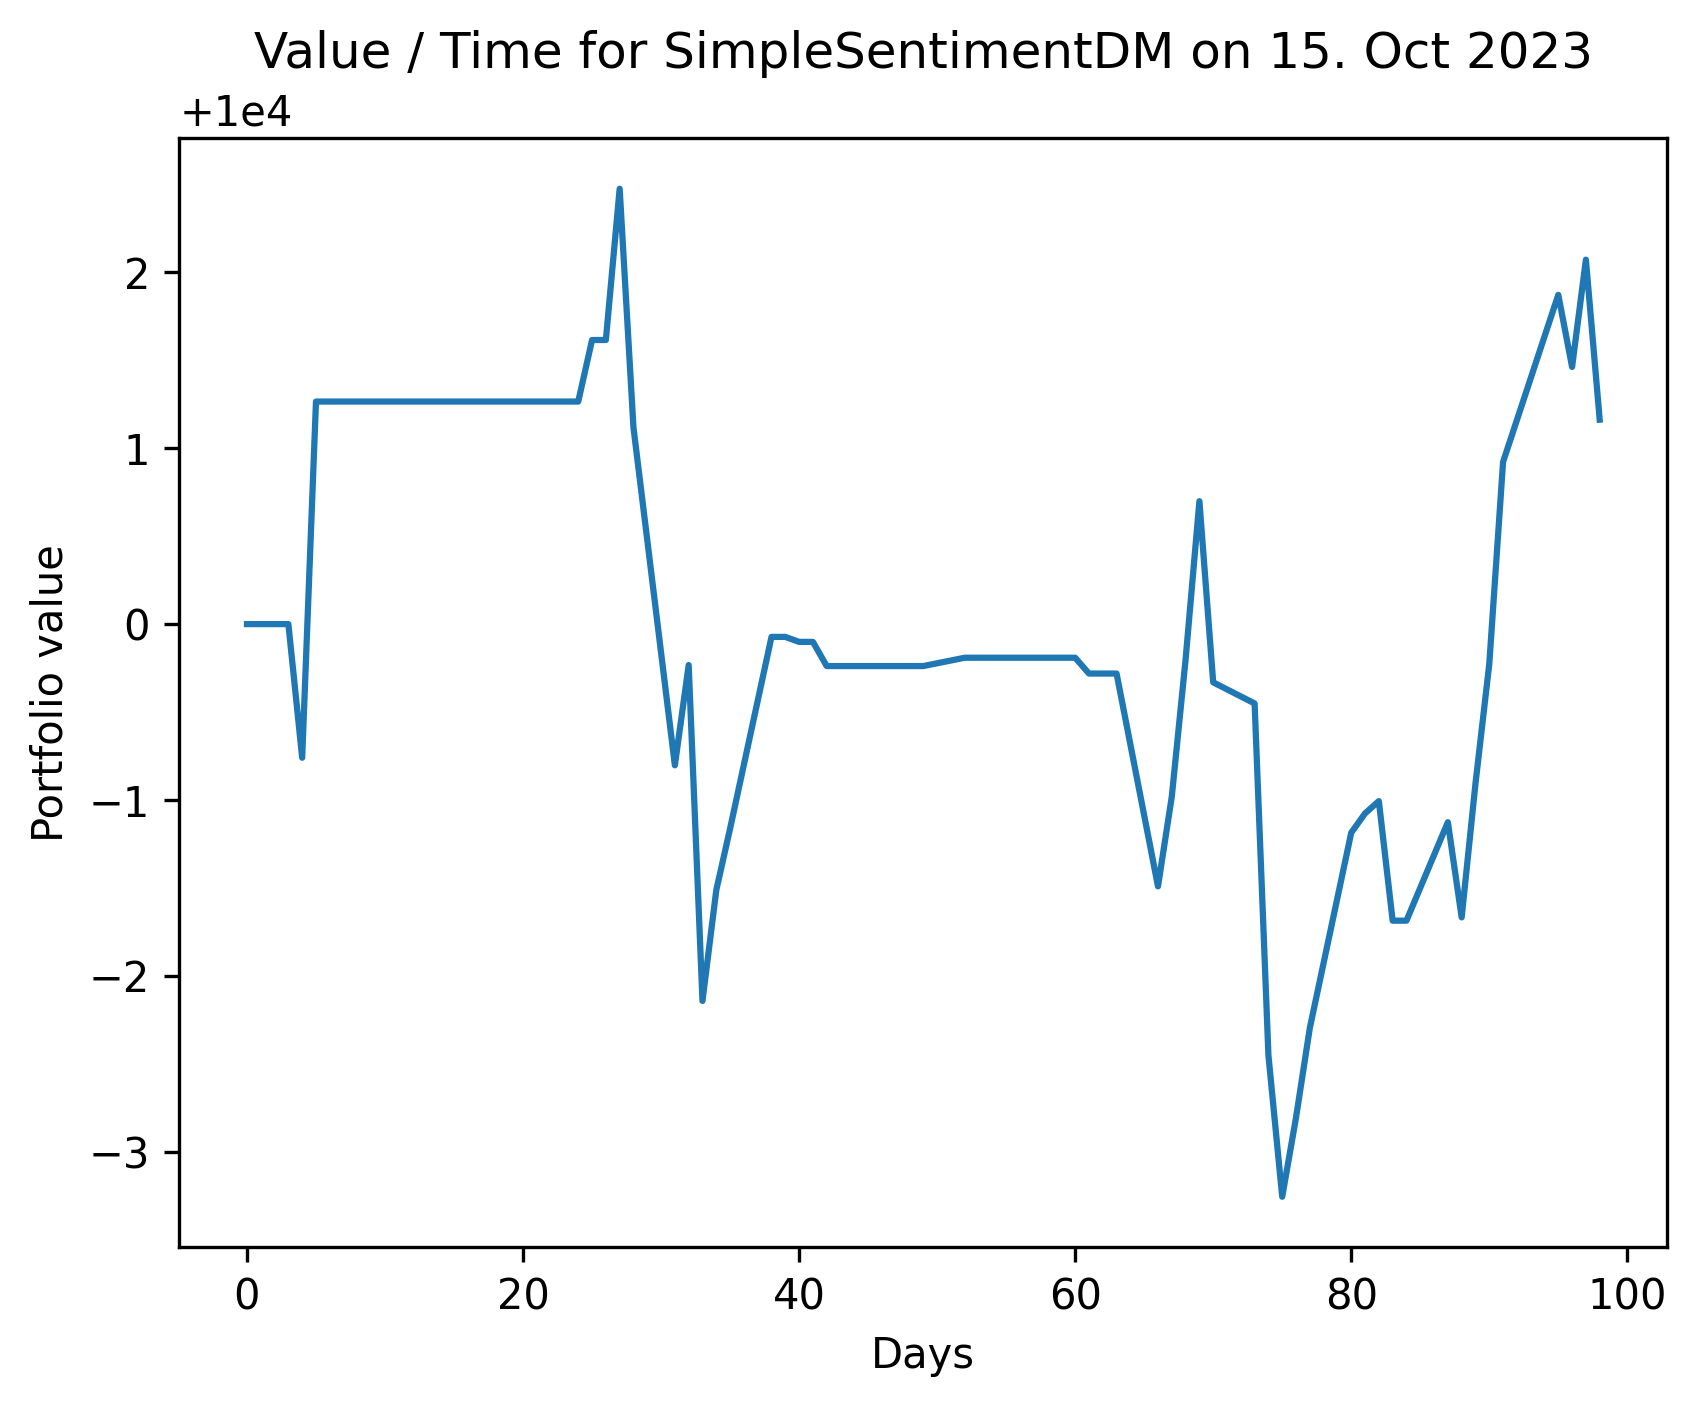 Value / Time for SimpleSentimentDM on 15. Oct 2023
+1e4
2
1
0
−1
−2
−3
Portfolio value
0 20 40 60 80 100
Days